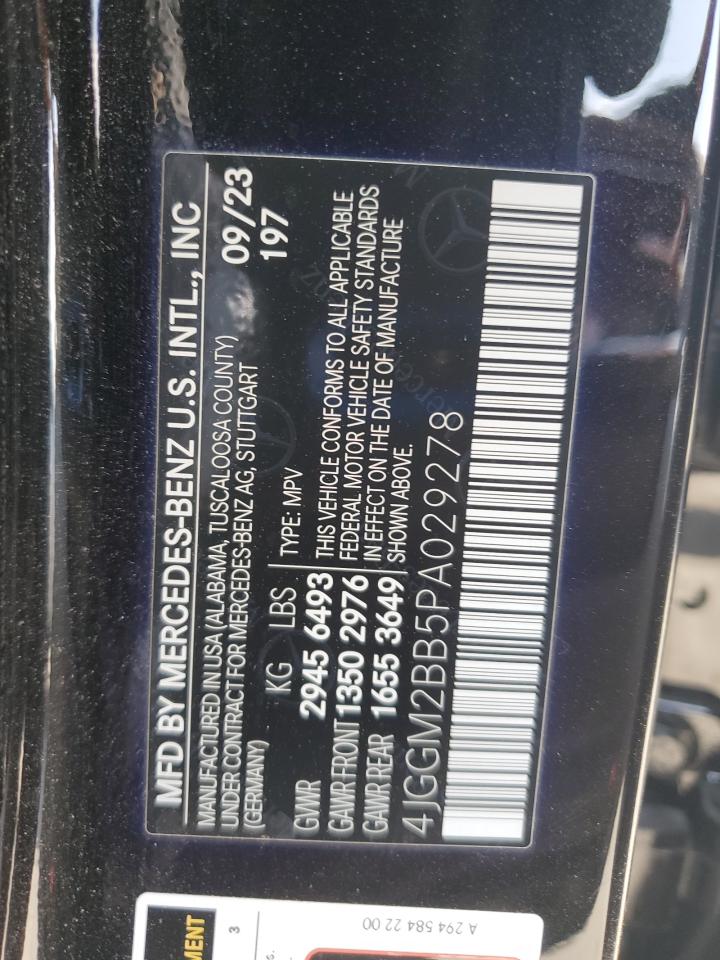 MFD BY MERCEDES-BENZ U.S. INTL., INC
MANUFACTURED IN USA (ALABAMA, TUSCALOOSA COUNTY)
UNDER CONTRACT FOR MERCEDES-BENZ AG, STUTTGART
(GERMANY)
09/23
197
KG LBS
TYPE: MPV
GWR 2945 6493
GAWR FRONT 1350 2976
GAWR REAR 1655 3649
THIS VEHICLE CONFORMS TO ALL APPLICABLE
FEDERAL MOTOR VEHICLE SAFETY STANDARDS
IN EFFECT ON THE DATE OF MANUFACTURE
SHOWN ABOVE.
4JGGM2BB5PA029278
A 294 584 22 00
MENT
3
s.